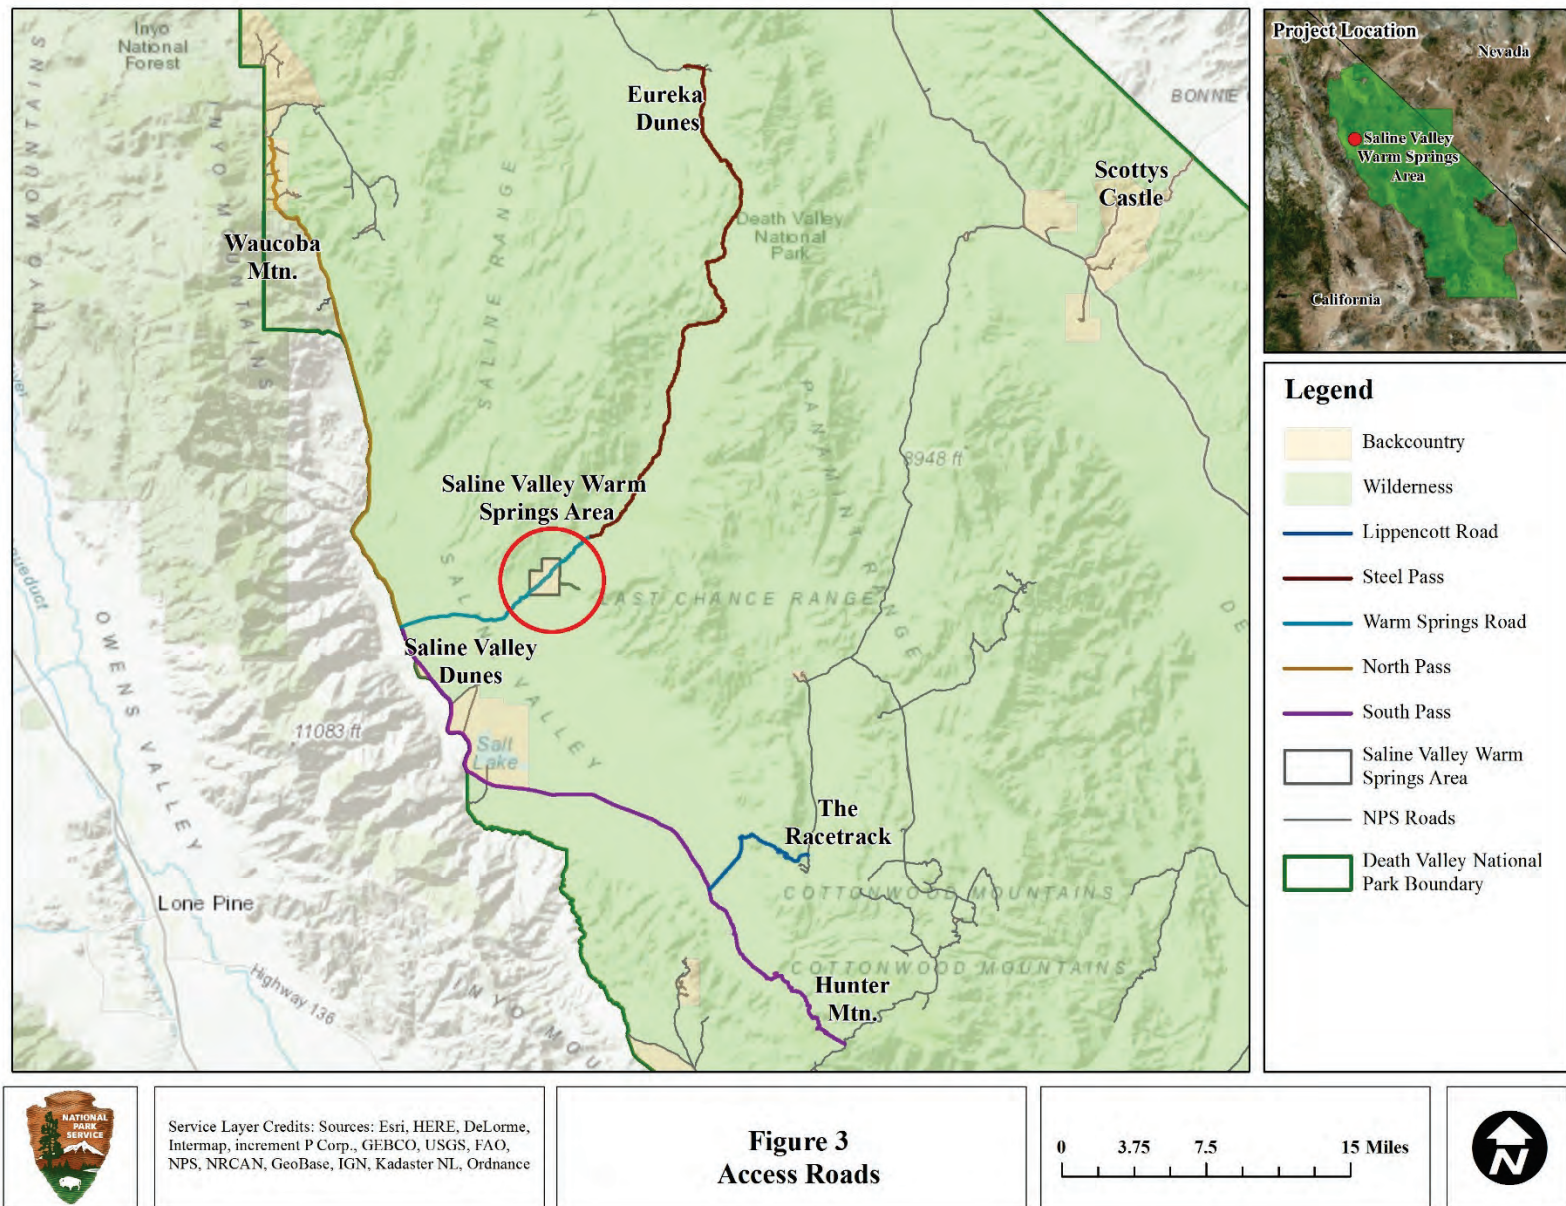 Inyo
National
Forest
INYO MOUNTAINS
INYO MOUNTAINS
Eureka
Dunes
BONNIE
SALINE RANGE
Scottys
Castle
Death Valley
National
Park
Waucoba
Mtn.
PANAMINT RANGE
8948 ft
Saline Valley Warm
Springs Area
LAST CHANCE RANGE
DE
SALINE VALLEY
Saline Valley
Dunes
OWENS VALLEY
11083 ft
Salt
Lake
The
Racetrack
COTTONWOOD MOUNTAINS
Lone Pine
COTTONWOOD MOUNTAINS
Hunter
Mtn.
Highway 136
INYO MOU
Project Location
Nevada
Saline Valley
Warm Springs
Area
California
Legend
Backcountry
Wilderness
Lippencott Road
Steel Pass
Warm Springs Road
North Pass
South Pass
Saline Valley Warm
Springs Area
NPS Roads
Death Valley National
Park Boundary
NATIONAL
PARK
SERVICE
Service Layer Credits: Sources: Esri, HERE, DeLorme,
Intermap, increment P Corp., GEBCO, USGS, FAO,
NPS, NRCAN, GeoBase, IGN, Kadaster NL, Ordnance
Figure 3
Access Roads
0 3.75 7.5 15 Miles
N